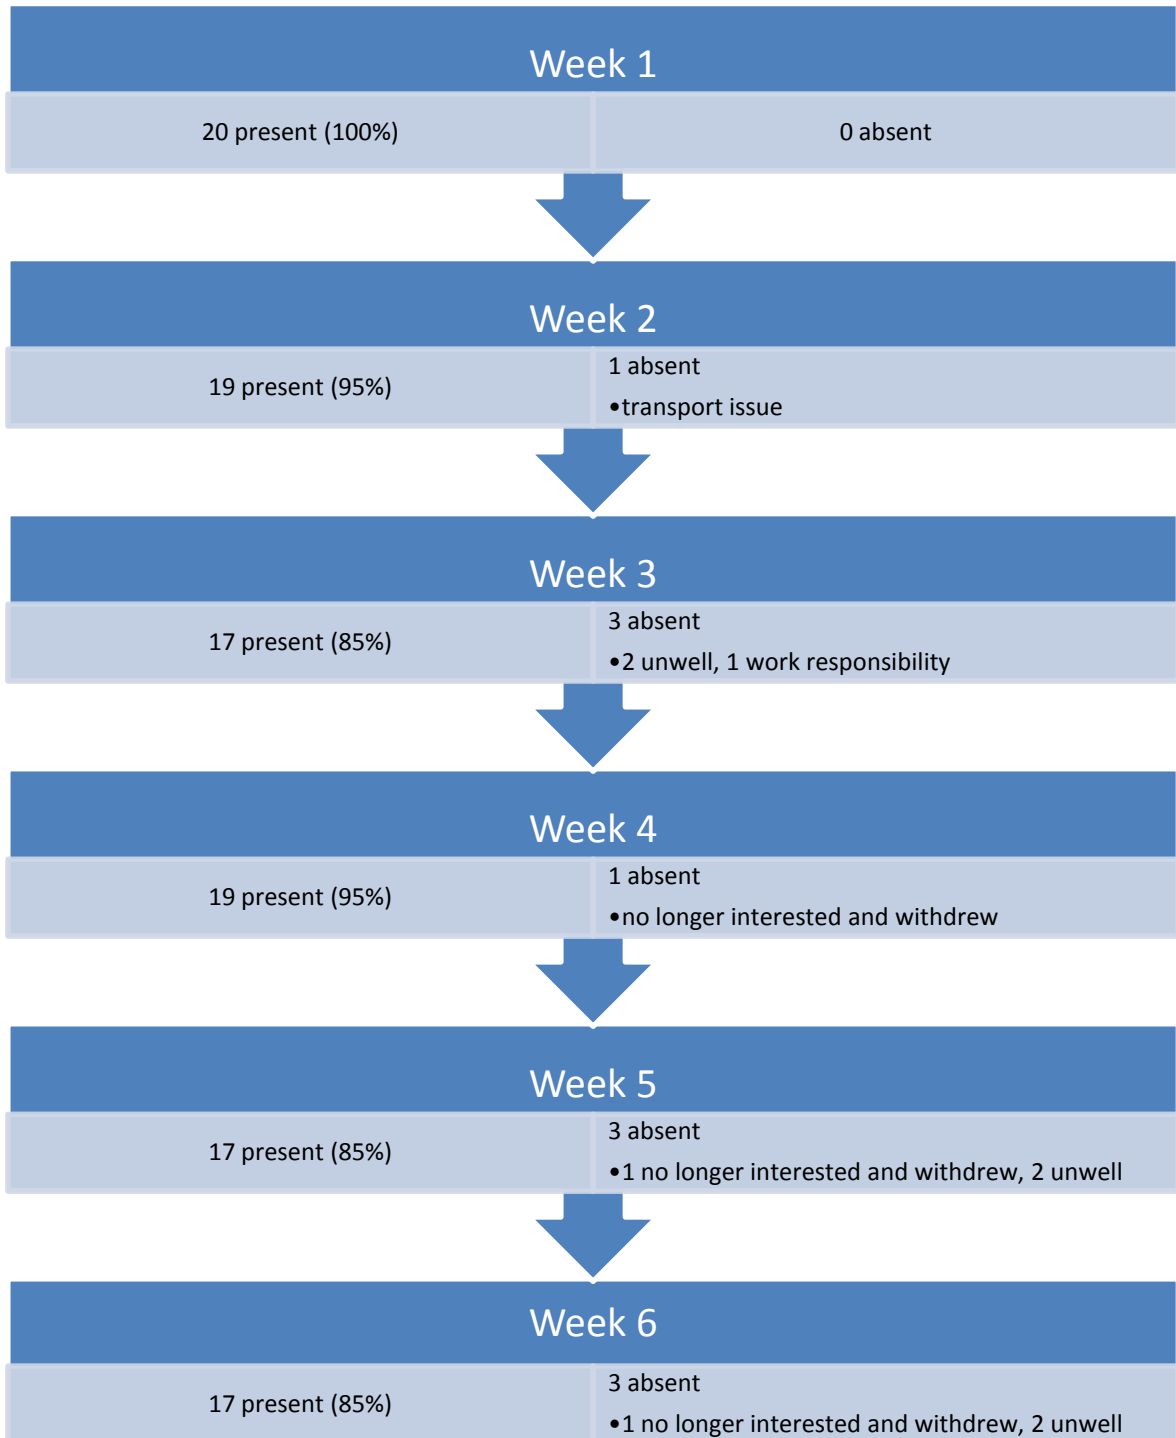 Week 1
20 present (100%)
0 absent
Week 2
19 present (95%)
1 absent
•transport issue
Week 3
17 present (85%)
3 absent
•2 unwell, 1 work responsibility
Week 4
19 present (95%)
1 absent
•no longer interested and withdrew
Week 5
17 present (85%)
3 absent
•1 no longer interested and withdrew, 2 unwell
Week 6
17 present (85%)
3 absent
•1 no longer interested and withdrew, 2 unwell